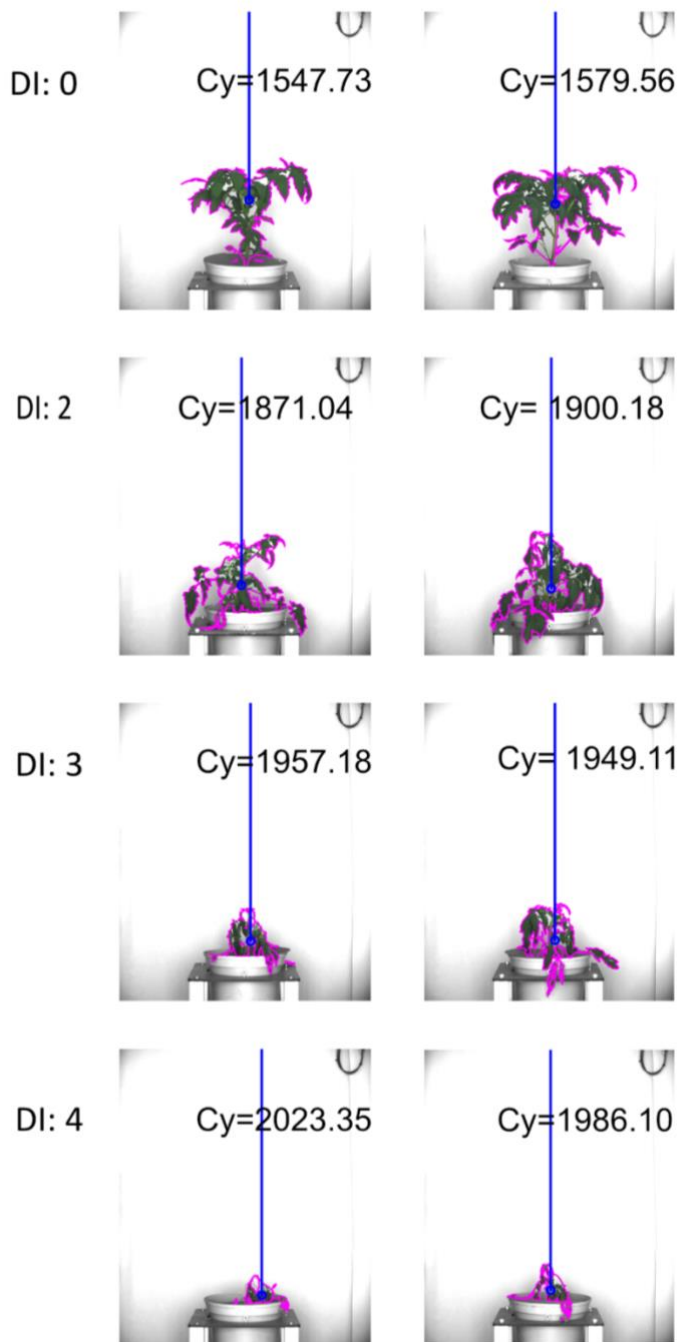 DI: 0
Cy=1547.73
Cy=1579.56
DI: 2
Cy=1871.04
Cy= 1900.18
DI: 3
Cy=1957.18
Cy= 1949.11
DI: 4
Cy=2023.35
Cy=1986.10